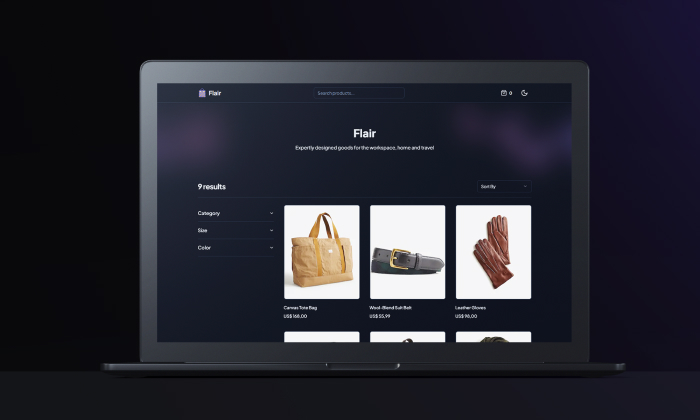 Flair
Search products...
0
Flair
Expertly designed goods for the workspace, home and travel
9 results
Sort By
Category
Size
Color
Canvas Tote Bag
US$ 168,00
Wool-Blend Suit Belt
US$ 55,99
Leather Gloves
US$ 98,00